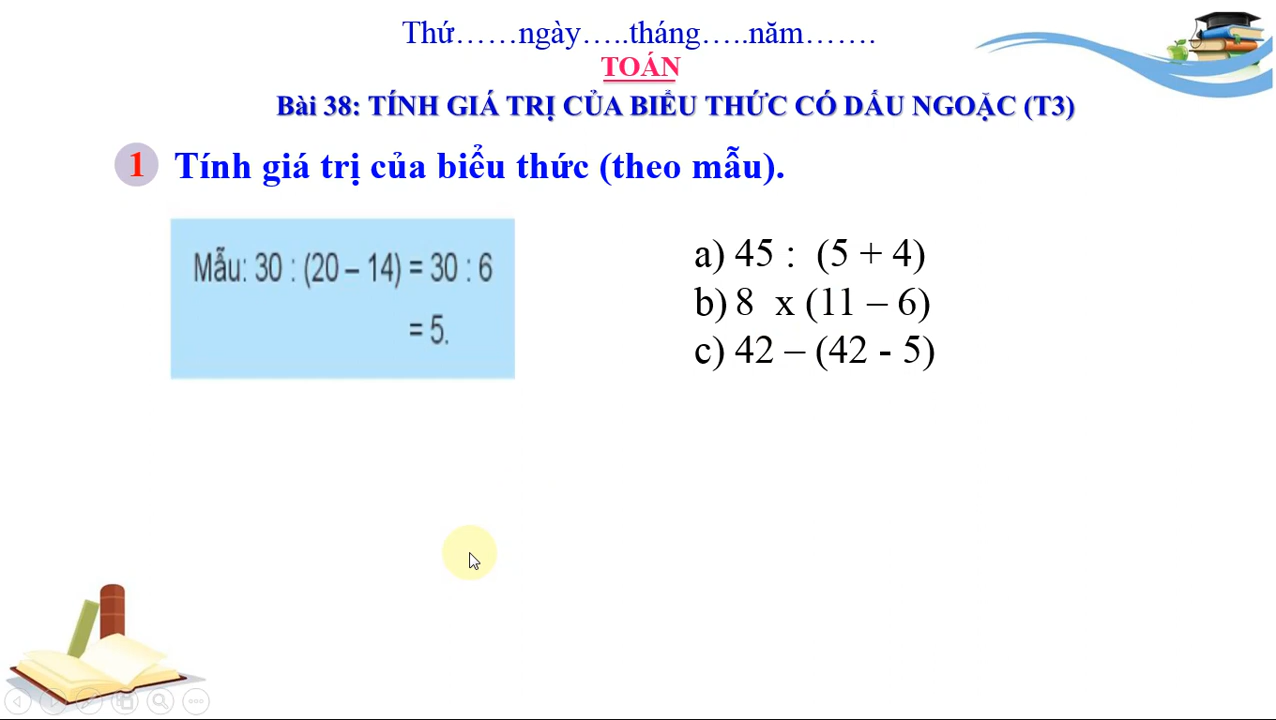 Thứ……ngày…..tháng…..năm…….
TOÁN
Bài 38: TÍNH GIÁ TRỊ CỦA BIỂU THỨC CÓ DẤU NGOẶC (T3)
1 Tính giá trị của biểu thức (theo mẫu).
Mẫu: 30 : (20 – 14) = 30 : 6
= 5.
a) 45 :  (5 + 4)
b) 8  x (11 – 6)
c) 42 – (42 - 5)